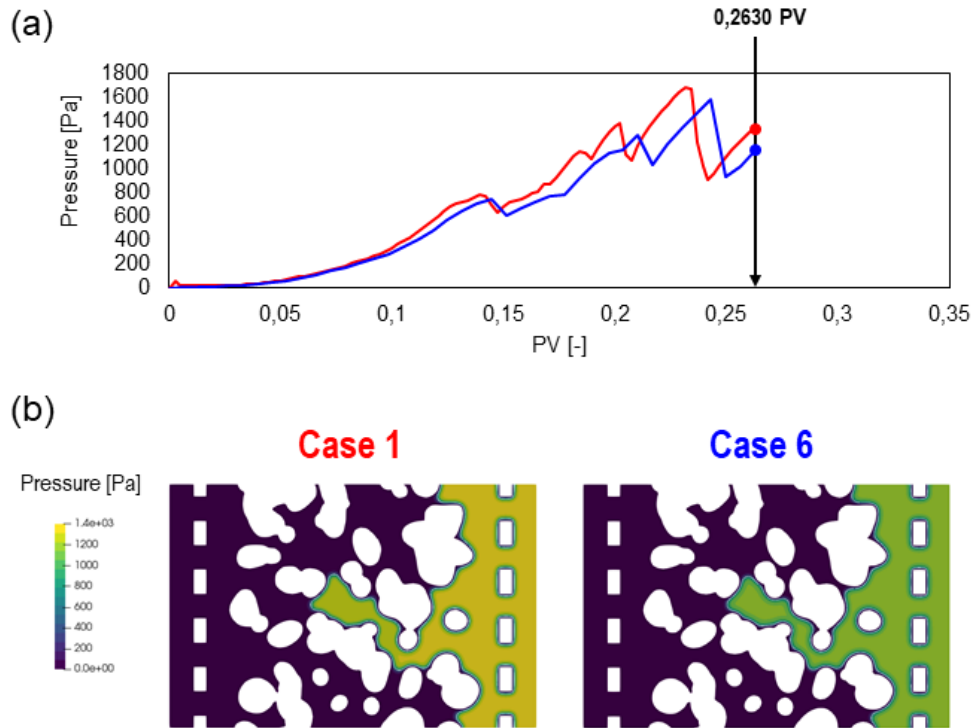 (a)
0,2630 PV
Pressure [Pa]
1800
1600
1400
1200
1000
800
600
400
200
0
0 0,05 0,1 0,15 0,2 0,25 0,3 0,35
PV [-]
(b)
Case 1 Case 6
Pressure [Pa]
1.4e+03
1200
1000
800
600
400
200
0.0e+00